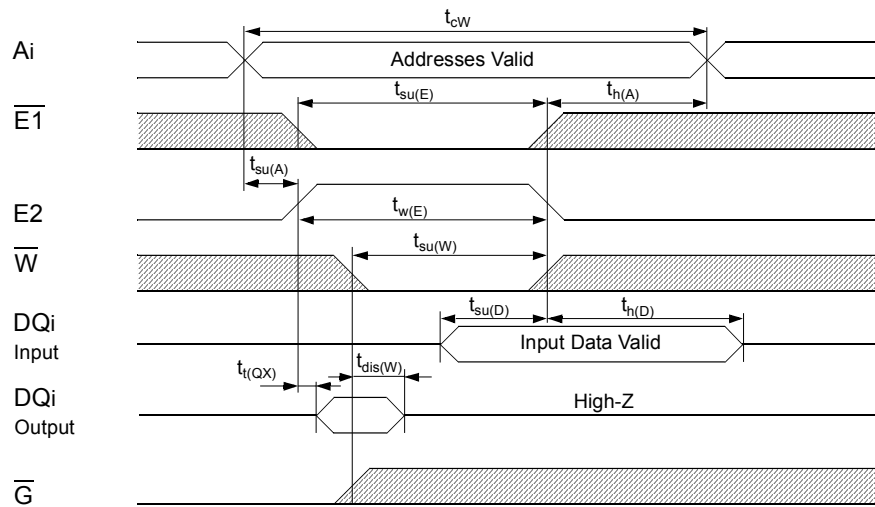 t_cW
Ai
Addresses Valid
t_su(E)
t_h(A)
E1
t_su(A)
E2
t_w(E)
t_su(W)
W
t_su(D)
t_h(D)
DQi
Input
Input Data Valid
t_t(QX)
t_dis(W)
DQi
Output
High-Z
G